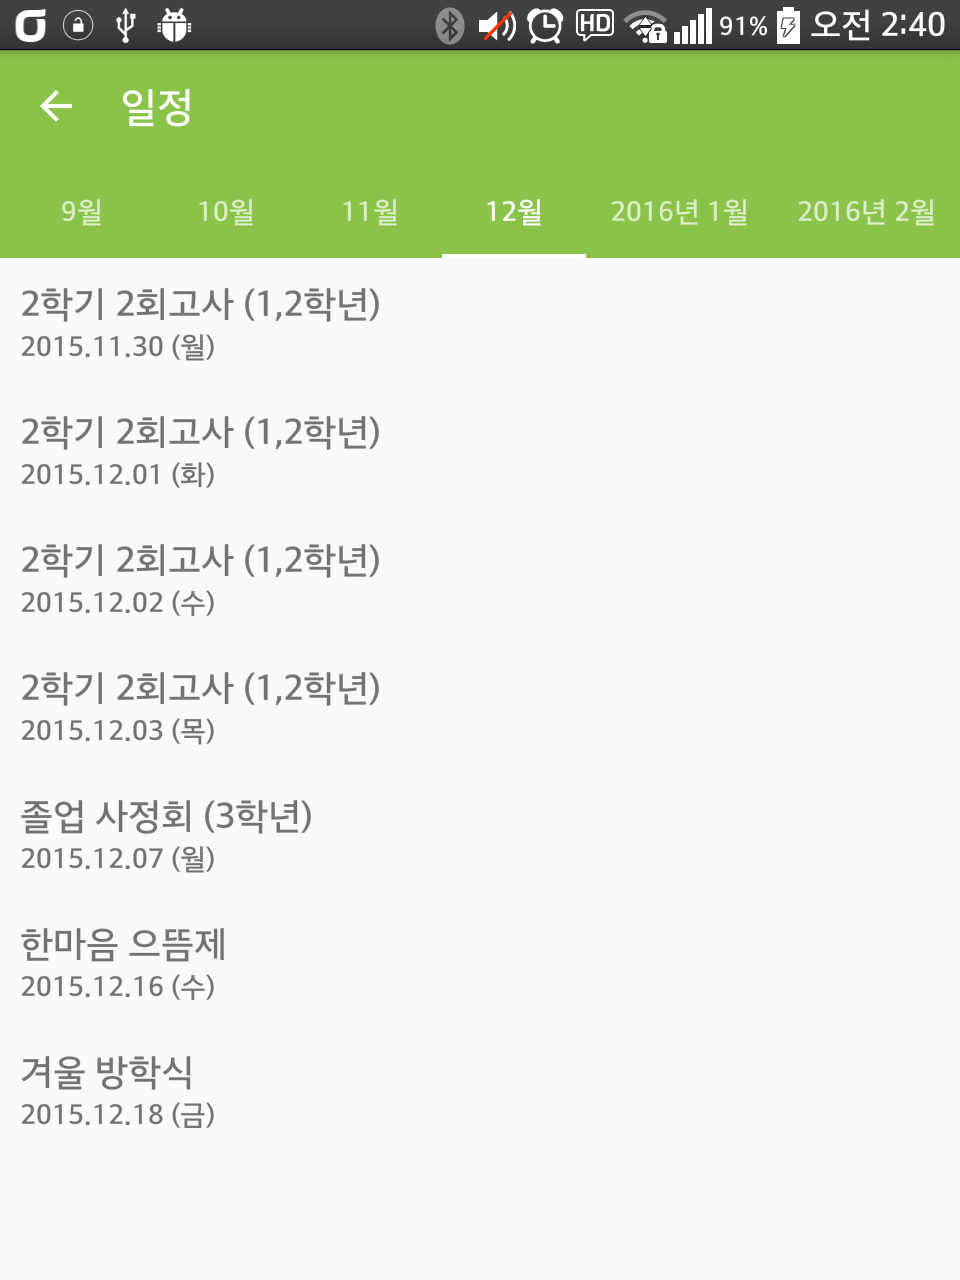 HD 91% 오전 2:40
일정
9월 10월 11월 12월 2016년 1월 2016년 2월
2학기 2회고사 (1,2학년)
2015.11.30 (월)
2학기 2회고사 (1,2학년)
2015.12.01 (화)
2학기 2회고사 (1,2학년)
2015.12.02 (수)
2학기 2회고사 (1,2학년)
2015.12.03 (목)
졸업 사정회 (3학년)
2015.12.07 (월)
한마음 으뜸제
2015.12.16 (수)
겨울 방학식
2015.12.18 (금)